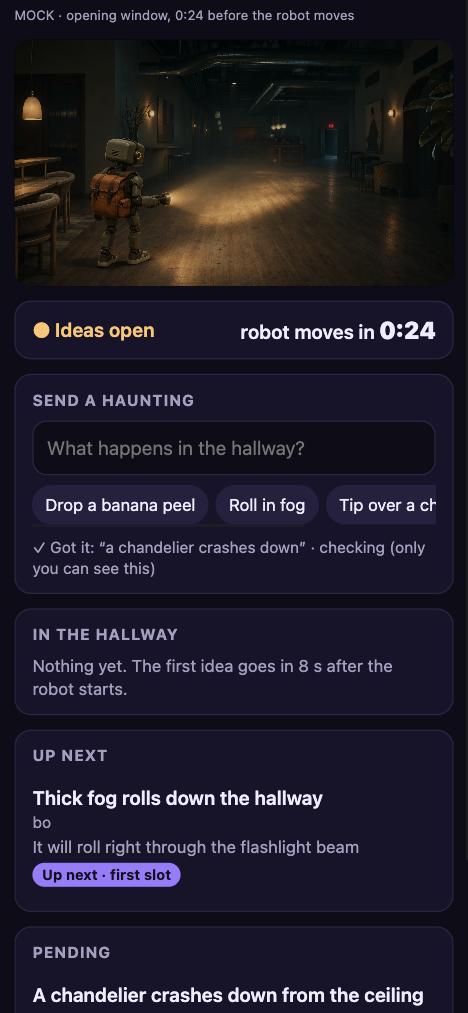 MOCK · opening window, 0:24 before the robot moves
Ideas open
robot moves in 0:24
SEND A HAUNTING
What happens in the hallway?
Drop a banana peel
Roll in fog
Tip over a ch
✓ Got it: “a chandelier crashes down” · checking (only
you can see this)
IN THE HALLWAY
Nothing yet. The first idea goes in 8 s after the
robot starts.
UP NEXT
Thick fog rolls down the hallway
bo
It will roll right through the flashlight beam
Up next · first slot
PENDING
A chandelier crashes down from the ceiling